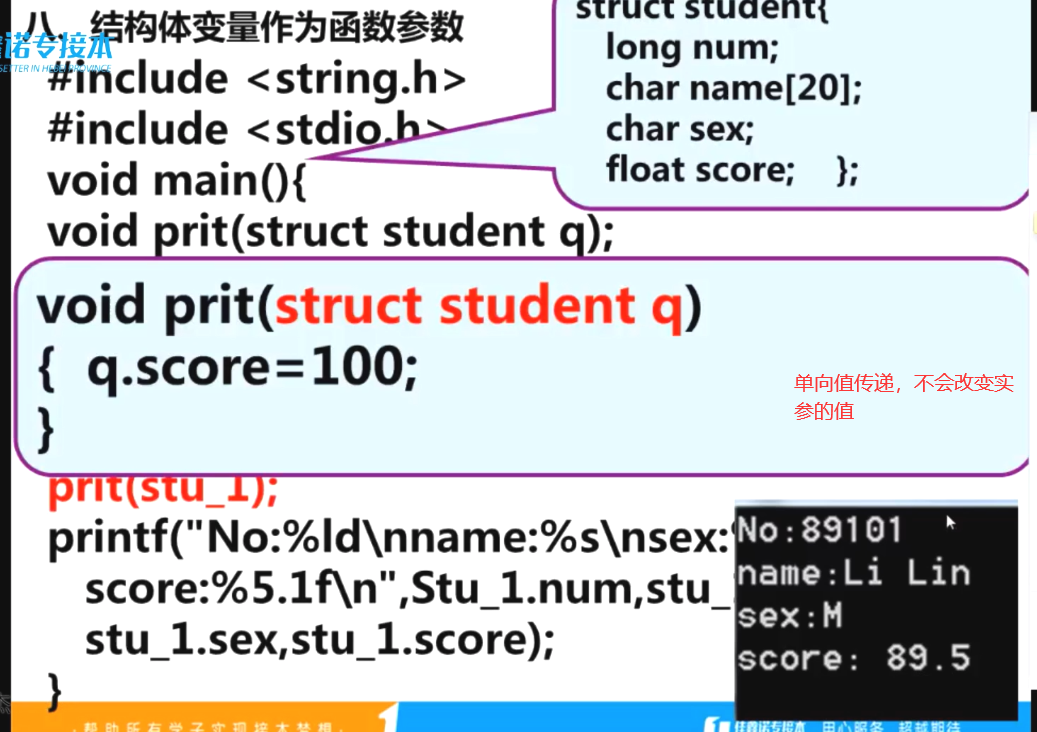 八、结构体变量作为函数参数
诺专接本
SETTER IN HEBEI PROVINCE
#include <string.h>
#include <stdio.h>
void main(){
void prit(struct student q);
struct student{
long num;
char name[20];
char sex;
float score; };
void prit(struct student q)
{ q.score=100;
}
单向值传递，不会改变实
参的值
prit(stu_1);
printf("No:%ld\nname:%s\nsex:
score:%5.1f\n",Stu_1.num,stu_
stu_1.sex,stu_1.score);
}
No:89101
name:Li Lin
sex:M
score: 89.5
·帮助所有学子实现接本梦想·
诺专接本 用心服务 超越期待